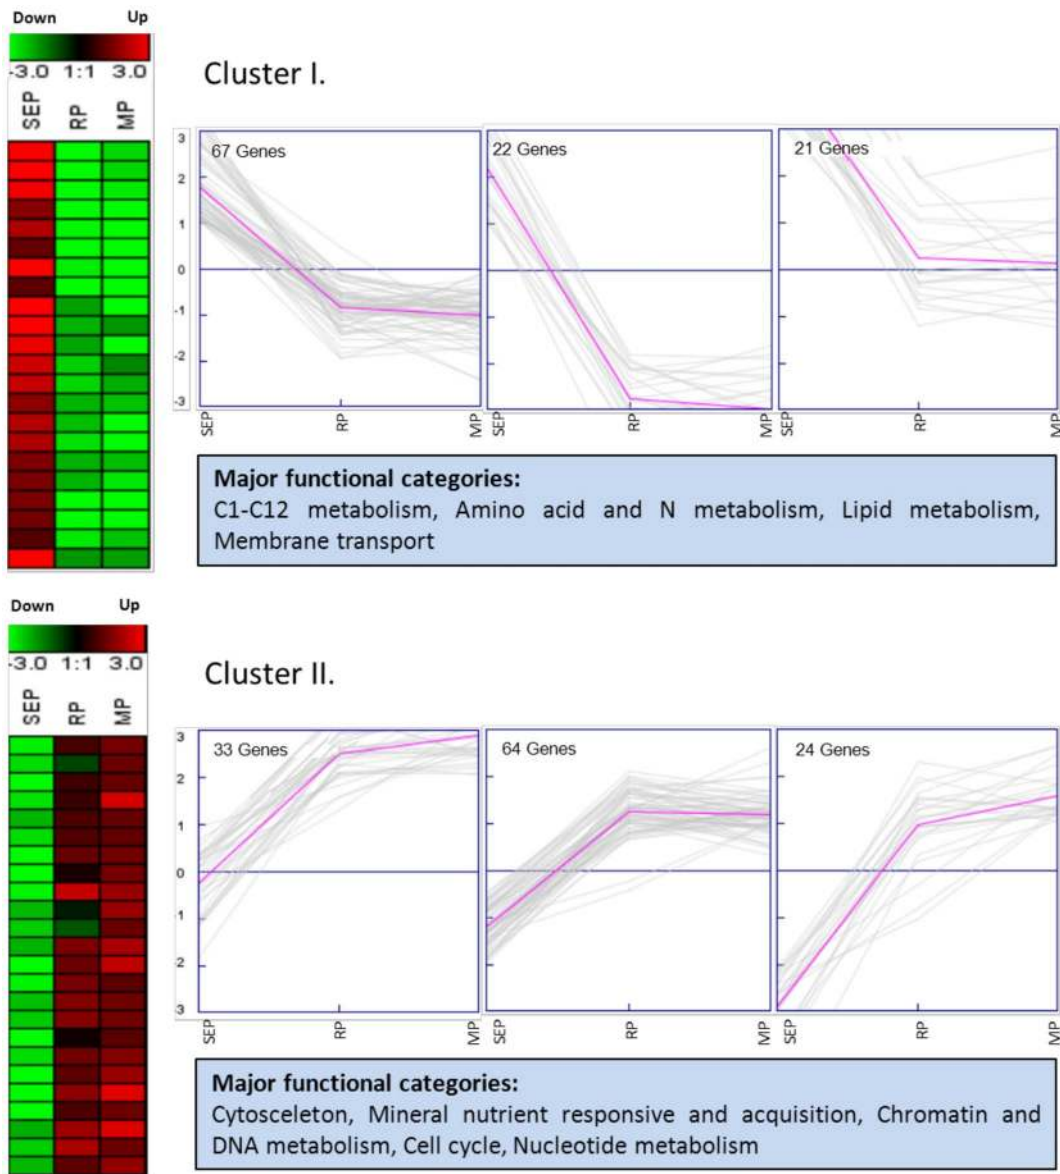 Down Up
-3.0 1:1 3.0
SEP RP MP
Cluster I.
3
2
1
0
-1
-2
-3
67 Genes
22 Genes
21 Genes
SEP RP MP
SEP RP MP
SEP RP MP
Major functional categories:
C1-C12 metabolism, Amino acid and N metabolism, Lipid metabolism,
Membrane transport
Down Up
-3.0 1:1 3.0
SEP RP MP
Cluster II.
3
2
1
0
-1
-2
-3
33 Genes
64 Genes
24 Genes
SEP RP MP
SEP RP MP
SEP RP MP
Major functional categories:
Cytosceleton, Mineral nutrient responsive and acquisition, Chromatin and
DNA metabolism, Cell cycle, Nucleotide metabolism